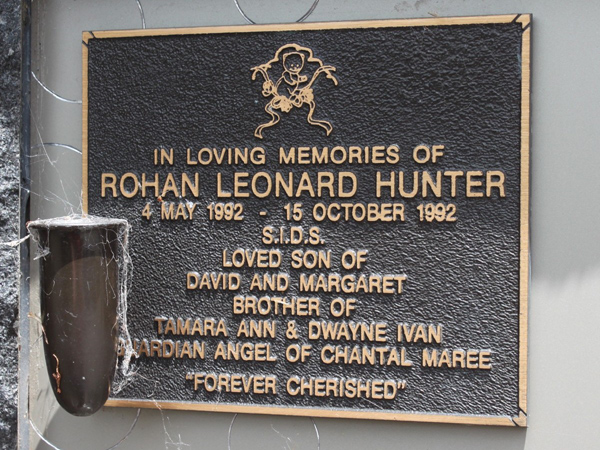 IN LOVING MEMORIES OF
ROHAN LEONARD HUNTER
4 MAY 1992 - 15 OCTOBER 1992
S.I.D.S.
LOVED SON OF
DAVID AND MARGARET
BROTHER OF
TAMARA ANN & DWAYNE IVAN
ANGEL OF CHANTAL MAREE
"FOREVER CHERISHED"